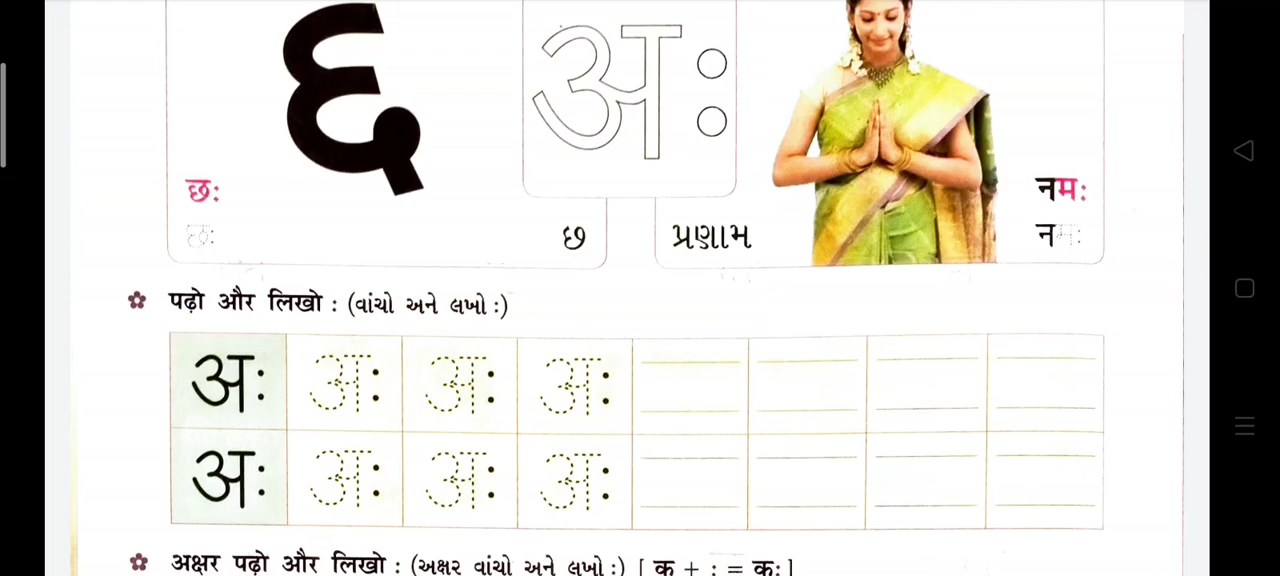 ६ अः
छः नमः
छः છ પ્રણામ नमः
पढ़ो और लिखो : (વાંચો અને લખો :)
अः अः अः अः
अः अः अः अः
अक्षर पढ़ो और लिखो : (અક્ષર વાંચો અને લખો :) [ क + : = कः ]